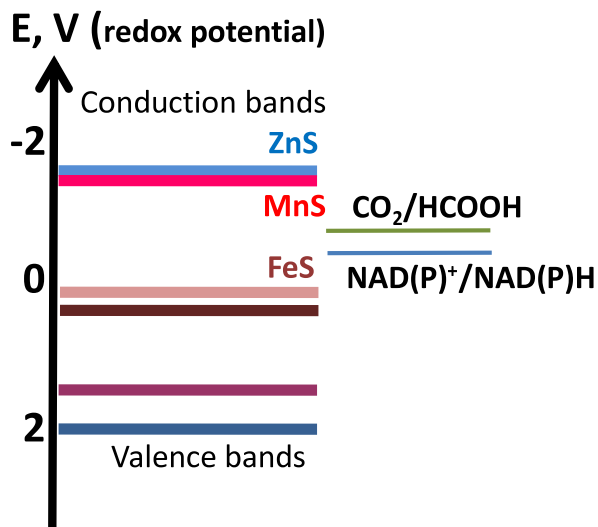 E, V (redox potential)
Conduction bands
-2
ZnS
MnS
CO₂/HCOOH
FeS
0
NAD(P)⁺/NAD(P)H
2
Valence bands